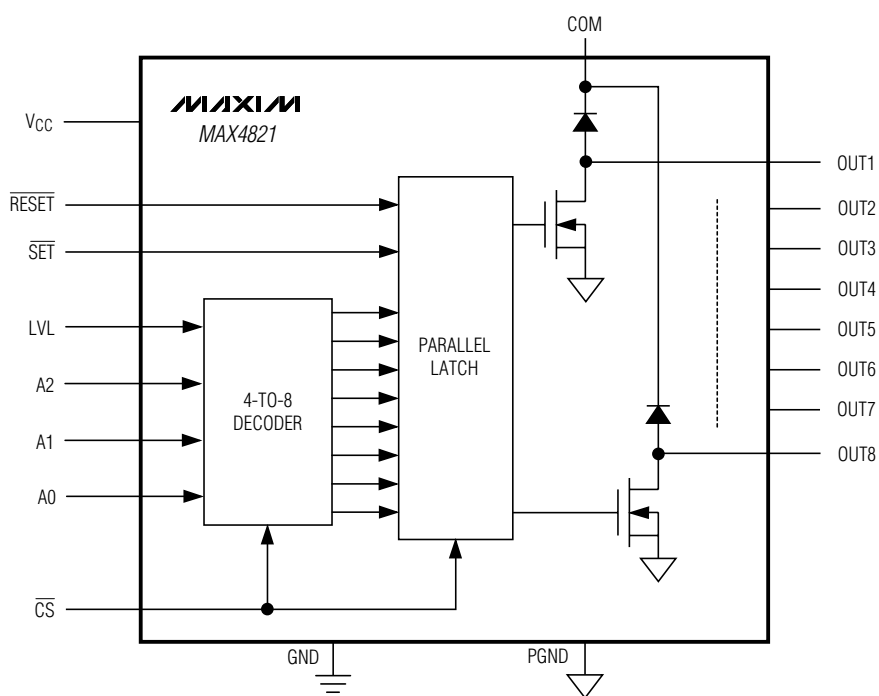 COM
MAXIM
MAX4821
VCC
RESET
SET
LVL
A2
A1
A0
CS
4-TO-8
DECODER
PARALLEL
LATCH
OUT1
OUT2
OUT3
OUT4
OUT5
OUT6
OUT7
OUT8
GND
PGND